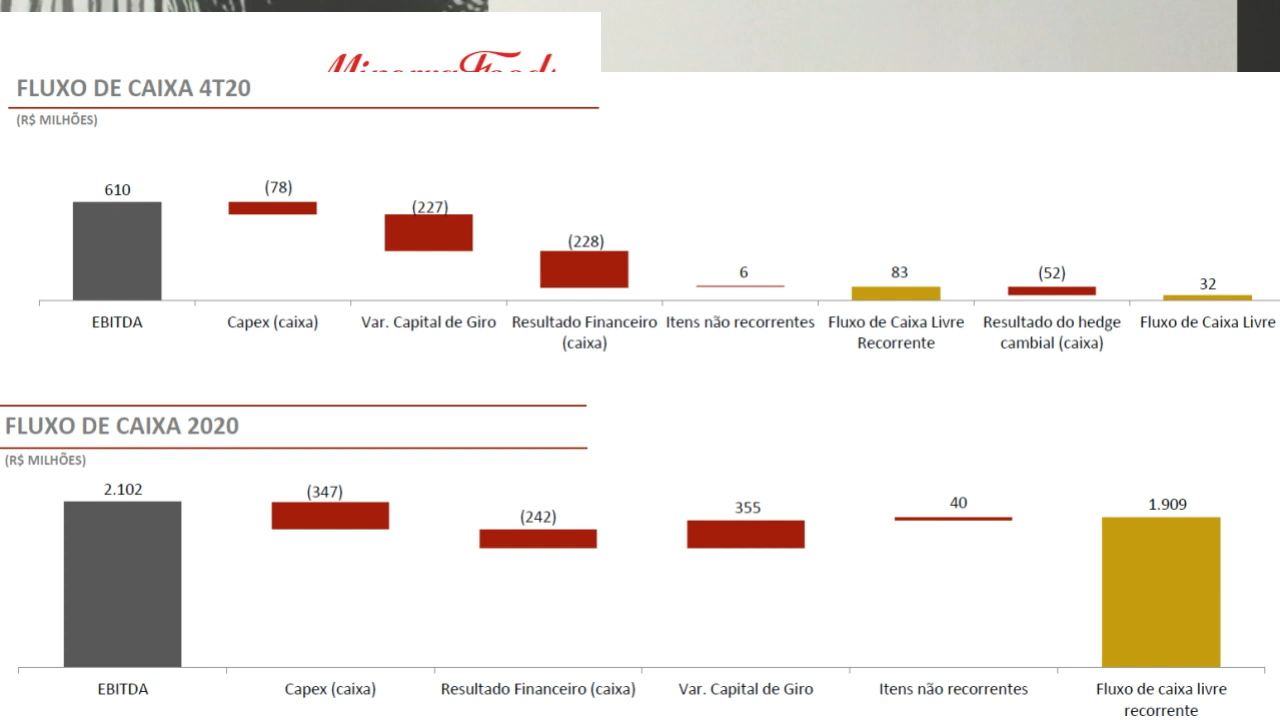 Minerva Foods
FLUXO DE CAIXA 4T20
(R$ MILHÕES)
610
(78)
(227)
(228)
6
83
(52)
32
EBITDA
Capex (caixa)
Var. Capital de Giro
Resultado Financeiro
(caixa)
Itens não recorrentes
Fluxo de Caixa Livre
Recorrente
Resultado do hedge
cambial (caixa)
Fluxo de Caixa Livre
FLUXO DE CAIXA 2020
(R$ MILHÕES)
2.102
(347)
(242)
355
40
1.909
EBITDA
Capex (caixa)
Resultado Financeiro (caixa)
Var. Capital de Giro
Itens não recorrentes
Fluxo de caixa livre
recorrente